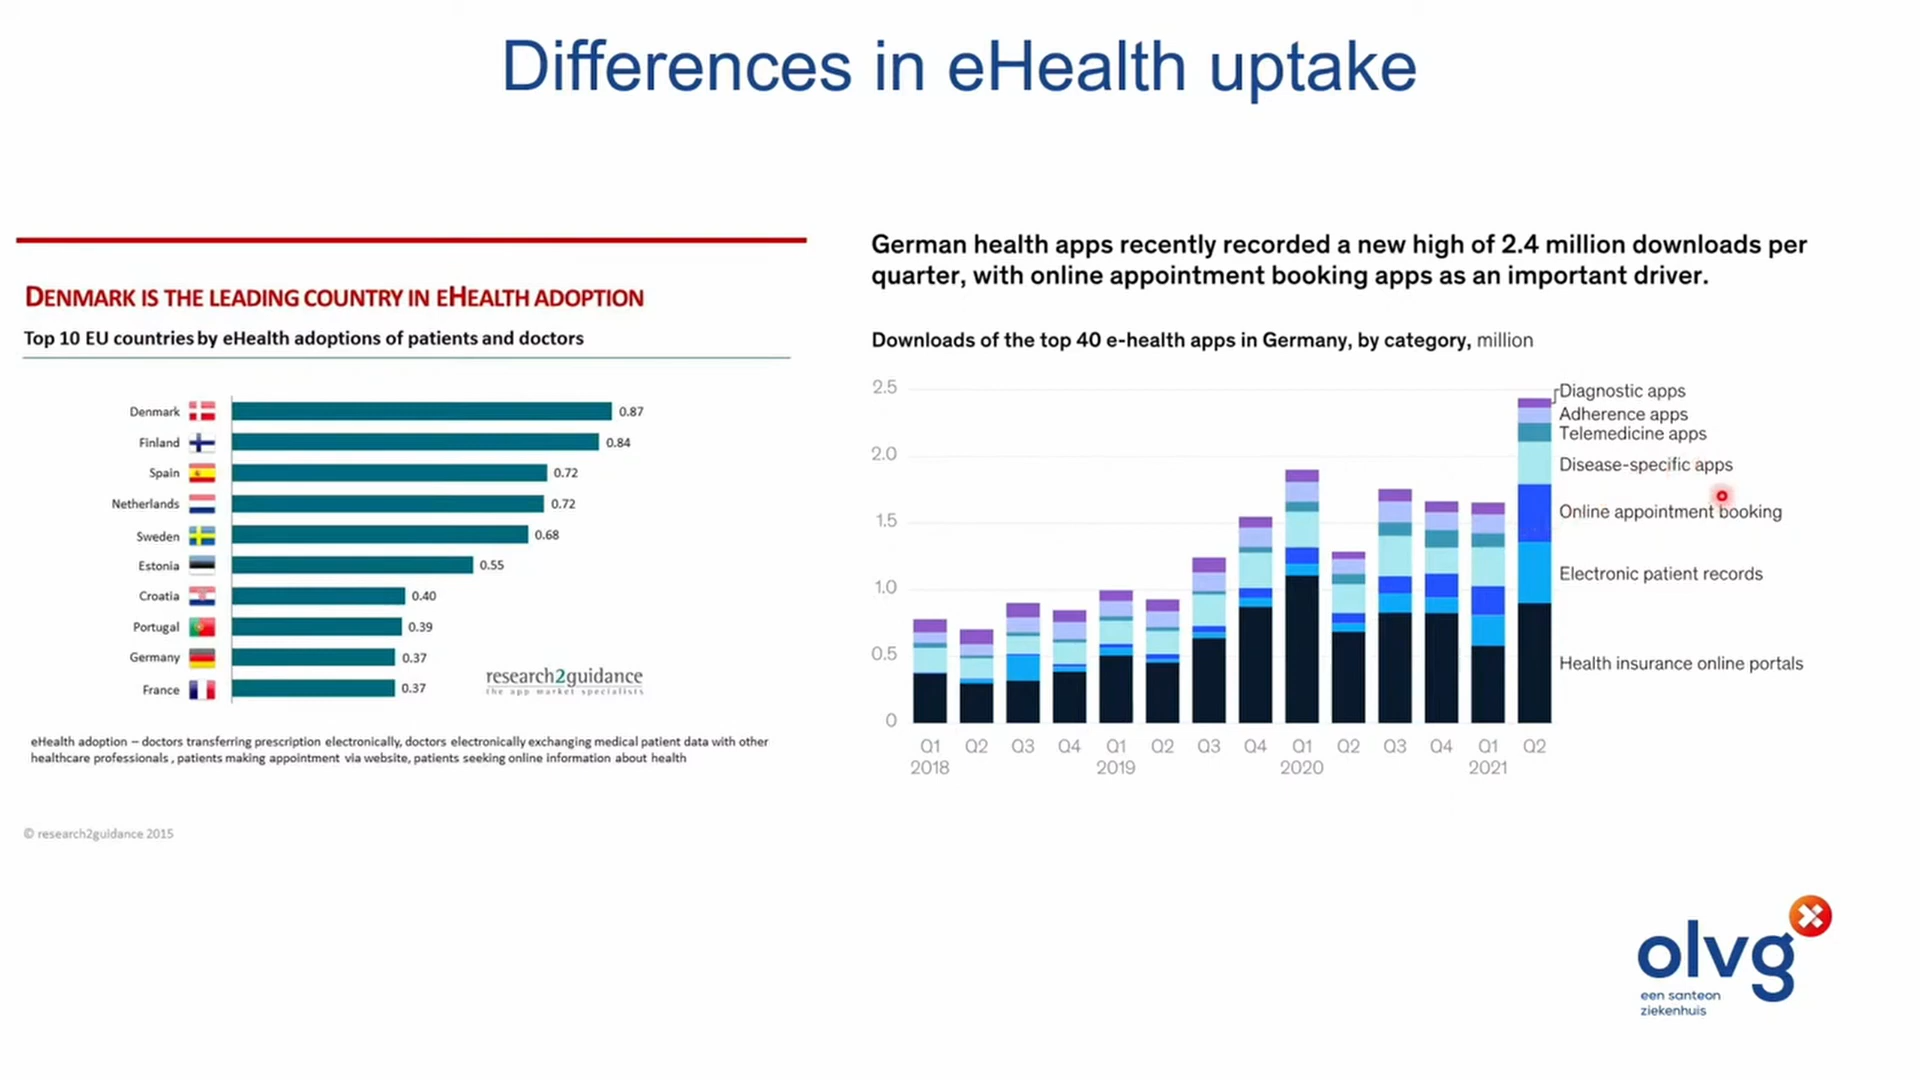 Differences in eHealth uptake
DENMARK IS THE LEADING COUNTRY IN EHEALTH ADOPTION
Top 10 EU countries by eHealth adoptions of patients and doctors
Denmark 0.87
Finland 0.84
Spain 0.72
Netherlands 0.72
Sweden 0.68
Estonia 0.55
Croatia 0.40
Portugal 0.39
Germany 0.37
France 0.37
research2guidance
the app market specialists
eHealth adoption – doctors transferring prescription electronically, doctors electronically exchanging medical patient data with other
healthcare professionals , patients making appointment via website, patients seeking online information about health
© research2guidance 2015
German health apps recently recorded a new high of 2.4 million downloads per
quarter, with online appointment booking apps as an important driver.
Downloads of the top 40 e-health apps in Germany, by category, million
2.5
2.0
1.5
1.0
0.5
0
Diagnostic apps
Adherence apps
Telemedicine apps
Disease-specific apps
Online appointment booking
Electronic patient records
Health insurance online portals
Q1 Q2 Q3 Q4 Q1 Q2 Q3 Q4 Q1 Q2 Q3 Q4 Q1 Q2
2018 2019 2020 2021
olvg
een santeon
ziekenhuis